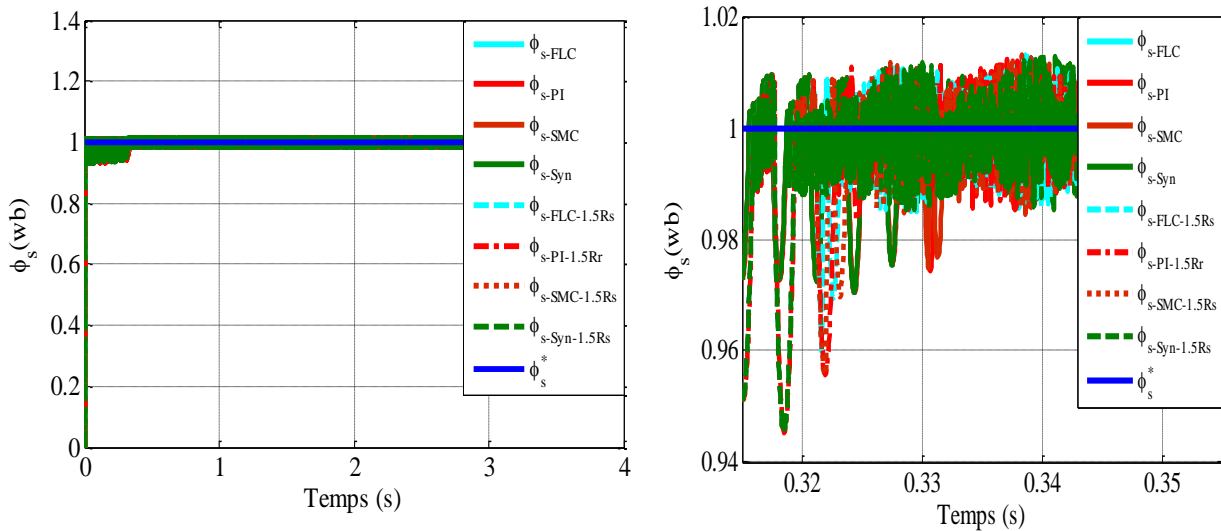 1.4
1.2
1
0.8
0.6
0.4
0.2
0
ϕs(wb)
0
1
2
3
4
Temps (s)
ϕs-FLC
ϕs-PI
ϕs-SMC
ϕs-Syn
ϕs-FLC-1.5Rs
ϕs-PI-1.5Rr
ϕs-SMC-1.5Rs
ϕs-Syn-1.5Rs
ϕs*
1.02
1
0.98
0.96
0.94
ϕs(wb)
0.32
0.33
0.34
0.35
Temps (s)
ϕs-FLC
ϕs-PI
ϕs-SMC
ϕs-Syn
ϕs-FLC-1.5Rs
ϕs-PI-1.5Rr
ϕs-SMC-1.5Rs
ϕs-Syn-1.5Rs
ϕs*